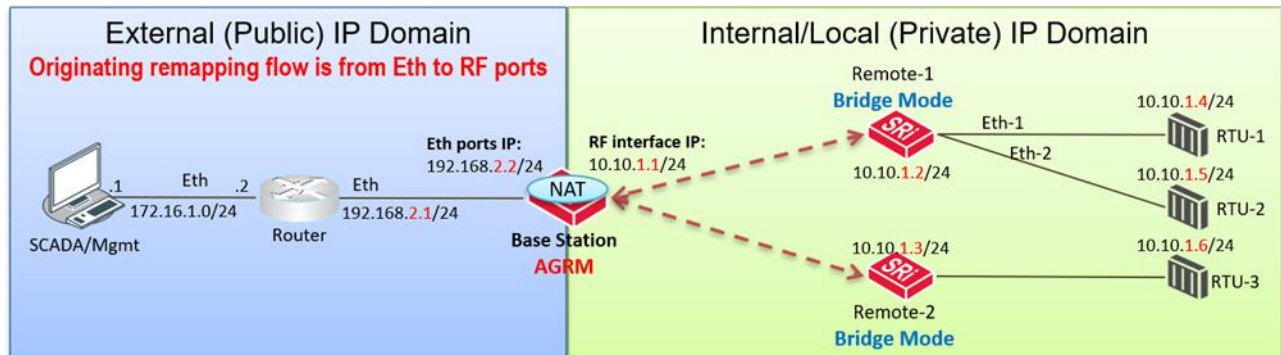 External (Public) IP Domain
Originating remapping flow is from Eth to RF ports
SCADA/Mgmt
.1
Eth
172.16.1.0/24
.2
Router
Eth
192.168.2.1/24
Eth ports IP:
192.168.2.2/24
Internal/Local (Private) IP Domain
RF interface IP:
10.10.1.1/24
NAT
Base Station
AGRM
Remote-1
Bridge Mode
SRi
10.10.1.2/24
Eth-1
Eth-2
10.10.1.4/24
RTU-1
10.10.1.5/24
RTU-2
10.10.1.3/24
SRi
Remote-2
Bridge Mode
10.10.1.6/24
RTU-3